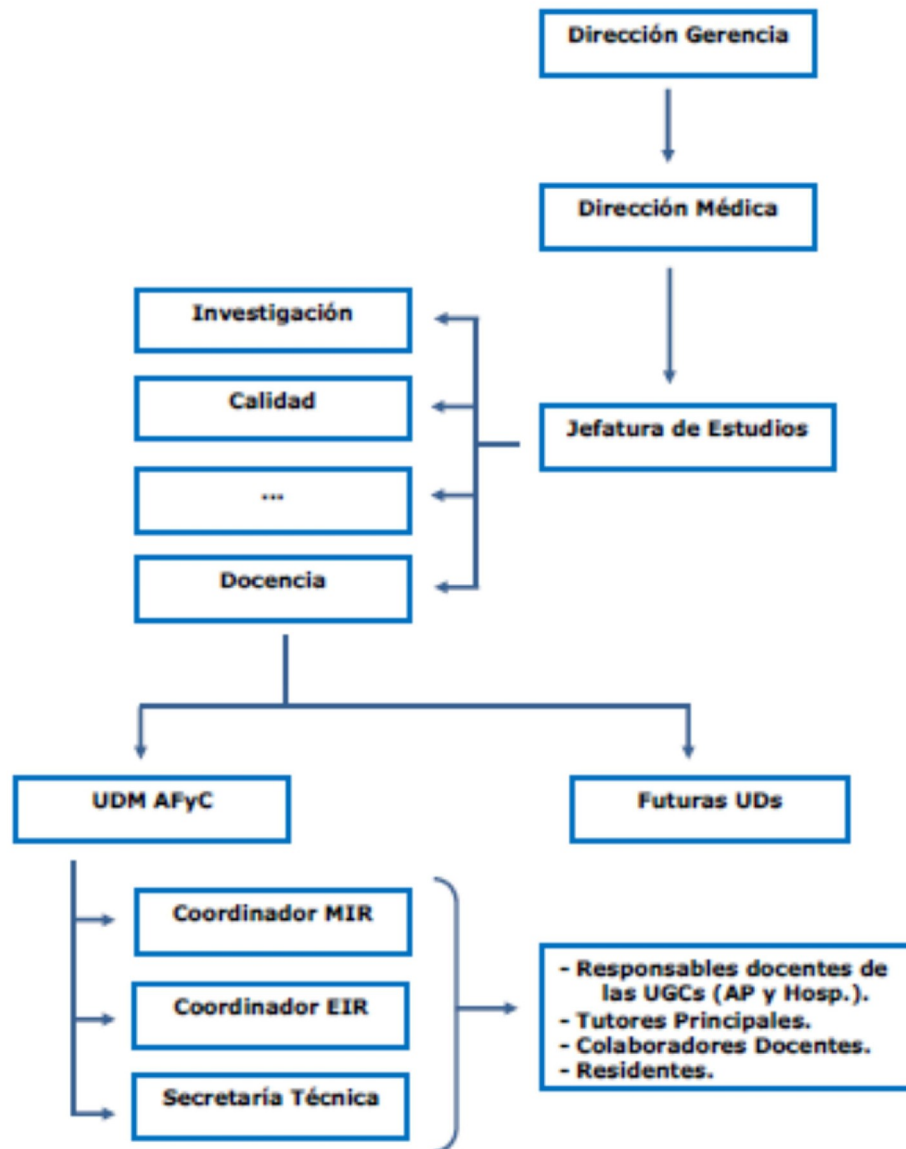 Dirección Gerencia
Dirección Médica
Investigación
Calidad
Jefatura de Estudios
...
Docencia
UDM AFyC
Futuras UDs
Coordinador MIR
Coordinador EIR
Secretaría Técnica
- Responsables docentes de
las UGCs (AP y Hosp.).
- Tutores Principales.
- Colaboradores Docentes.
- Residentes.